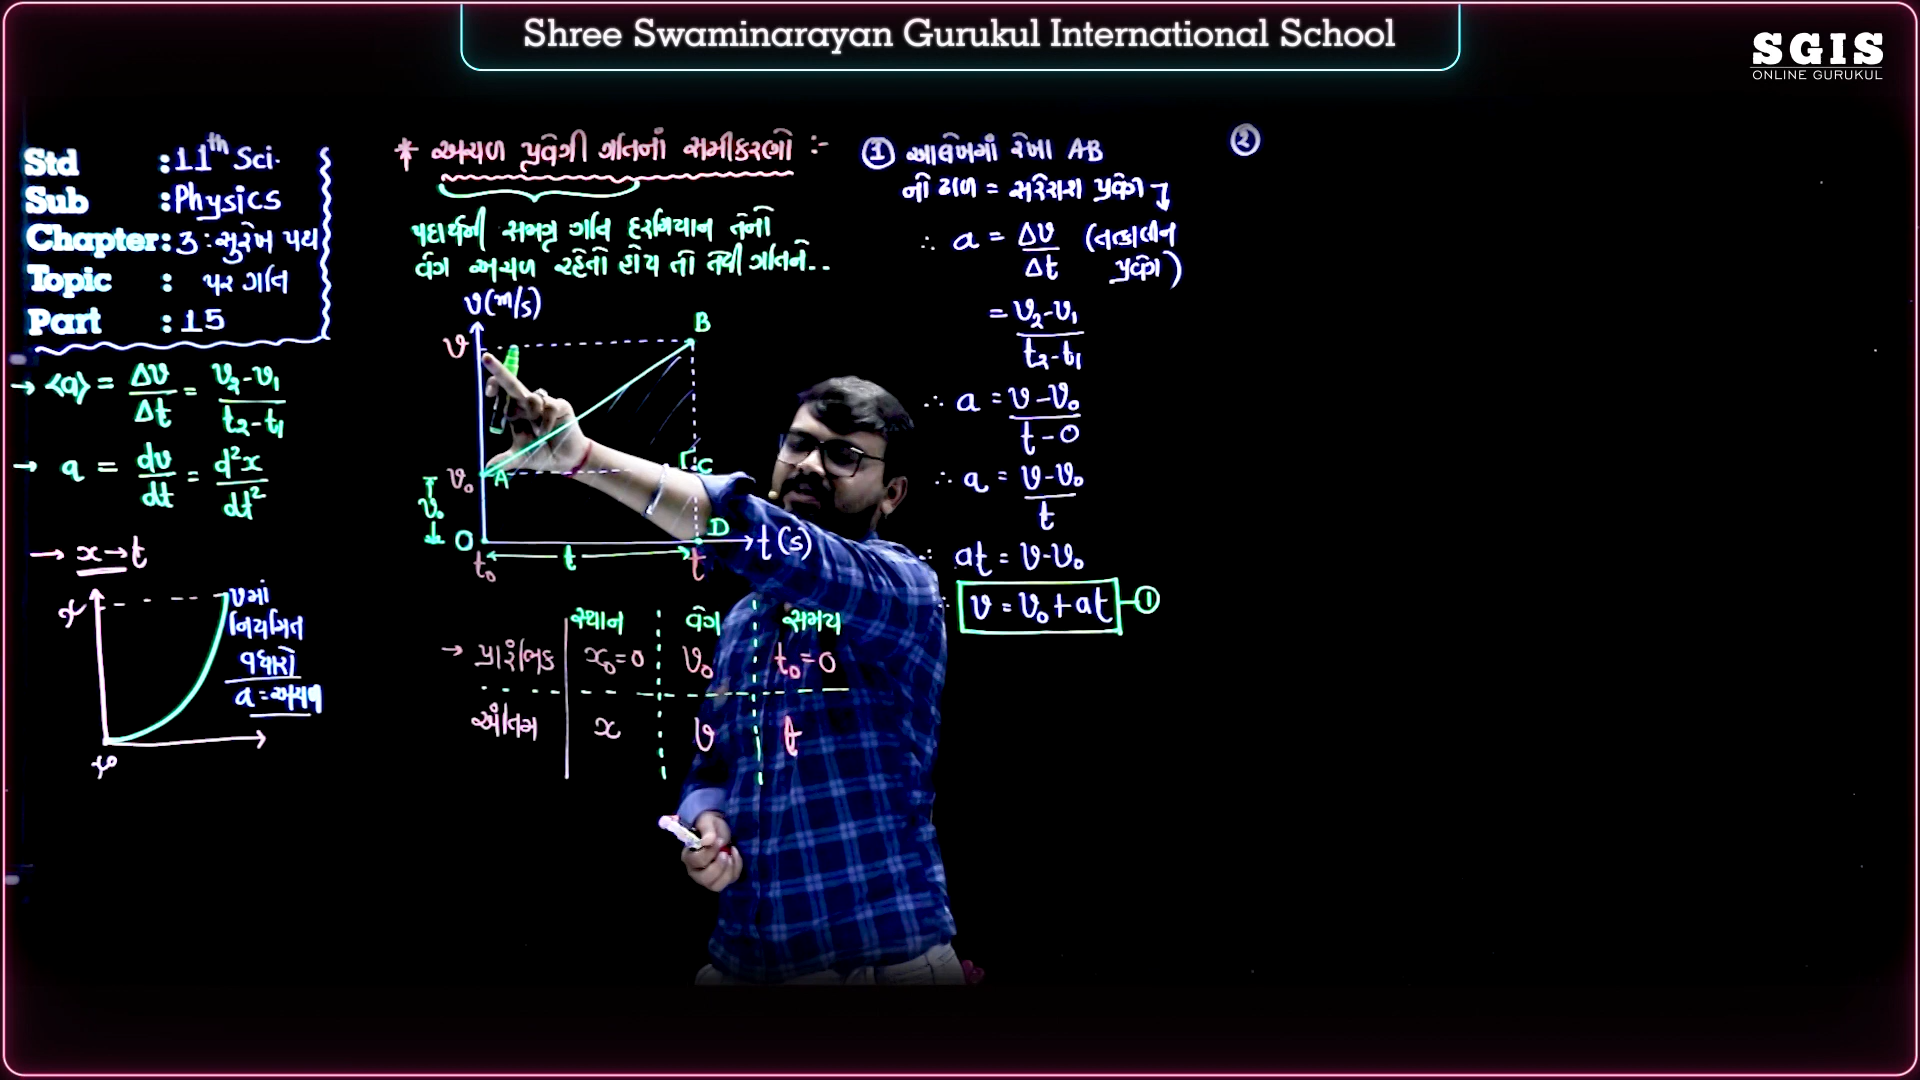 Shree Swaminarayan Gurukul International School
SGIS
ONLINE GURUKUL
Std : 11th Sci.
Sub : Physics
Chapter : 3 : સુરેખ પથ
Topic : પર ગતિ
Part : 15
→ <a> = Δv/Δt = v₂-v₁/t₂-t₁
→ a = dv/dt = d²x/dt²
→ x→t
x
vમાં
નિયમિત
વધારો
a = અચળ
* અચળ પ્રવેગી ગતિનાં સમીકરણો :-
પદાર્થની સમગ્ર ગતિ દરમિયાન તેનો
વેગ અચળ રહેતો હોય તો તેવી ગતિને..
v(m/s)
v
B
v₀ A C
v₀
O D t(s)
t₀ t t
સ્થાન વેગ સમય
→ પ્રારંભિક x₀=0 v₀ t₀=0
અંતિમ x v t
① આલેખમાં રેખા AB
નો ઢાળ = સરેરાશ પ્રવેગ
∴ a = Δv/Δt (તત્કાલીન પ્રવેગ)
= v₂-v₁/t₂-t₁
∴ a = v-v₀/t-0
∴ a = v-v₀/t
∴ at = v-v₀
∴ v = v₀+at —①
②